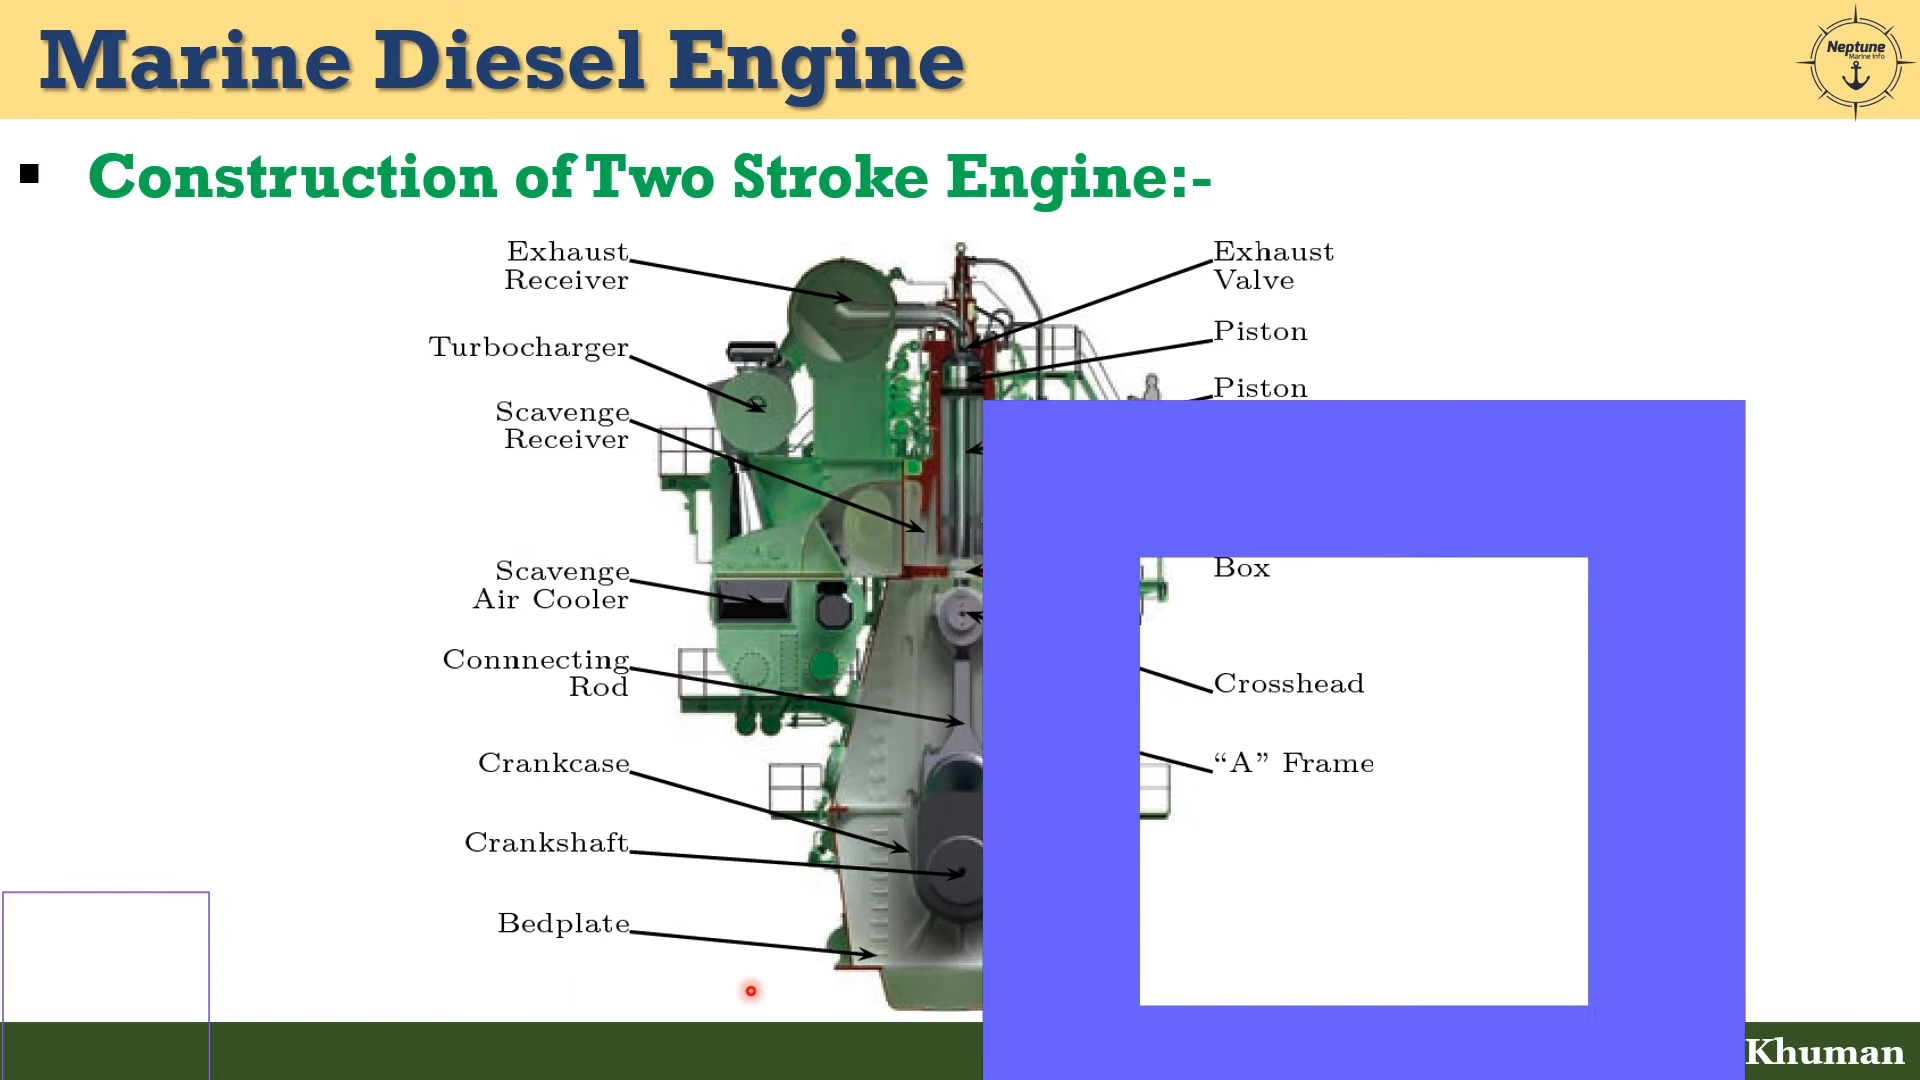 Marine Diesel Engine
Neptune
Marine Info
▪ Construction of Two Stroke Engine:-
Exhaust
Receiver
Turbocharger
Scavenge
Receiver
Scavenge
Air Cooler
Connnecting
Rod
Crankcase
Crankshaft
Bedplate
Exhaust
Valve
Piston
Piston
Box
Crosshead
“A” Frame
Khuman